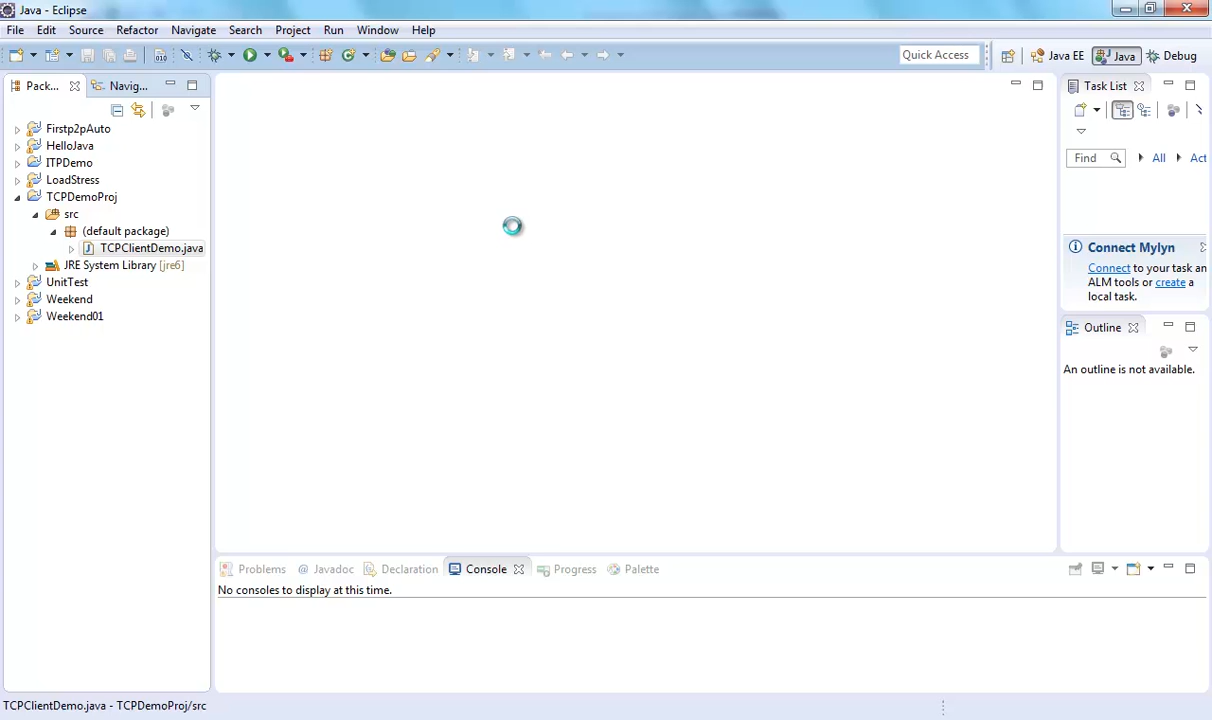 Java - Eclipse
File Edit Source Refactor Navigate Search Project Run Window Help
Quick Access
Java EE
Java
Debug
Pack...
Navig...
Firstp2pAuto
HelloJava
ITPDemo
LoadStress
TCPDemoProj
src
(default package)
TCPClientDemo.java
JRE System Library [jre6]
UnitTest
Weekend
Weekend01
Task List
Find
All
Act
Connect Mylyn
Connect to your task an
ALM tools or create a
local task.
Outline
An outline is not available.
Problems
@ Javadoc
Declaration
Console
Progress
Palette
No consoles to display at this time.
TCPClientDemo.java - TCPDemoProj/src